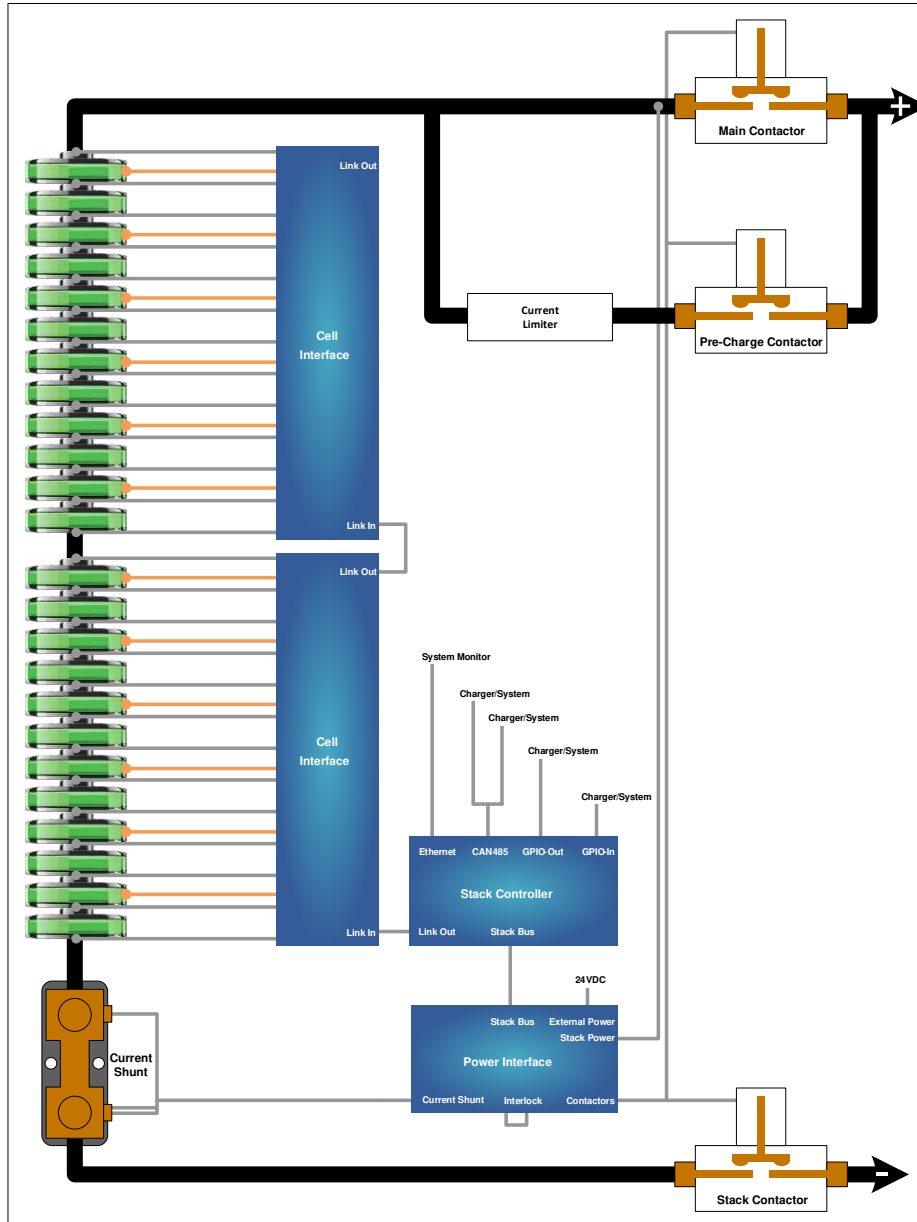 +
Main Contactor
Link Out
Current
Limiter
Pre-Charge Contactor
Cell
Interface
Link In
Link Out
System Monitor
Charger/System
Charger/System
Cell
Interface
Charger/System
Charger/System
Ethernet
CAN485
GPIO-Out
GPIO-In
Stack Controller
Link In
Link Out
Stack Bus
24VDC
Stack Bus
External Power
Stack Power
Current
Shunt
Power Interface
Current Shunt
Interlock
Contactors
-
Stack Contactor